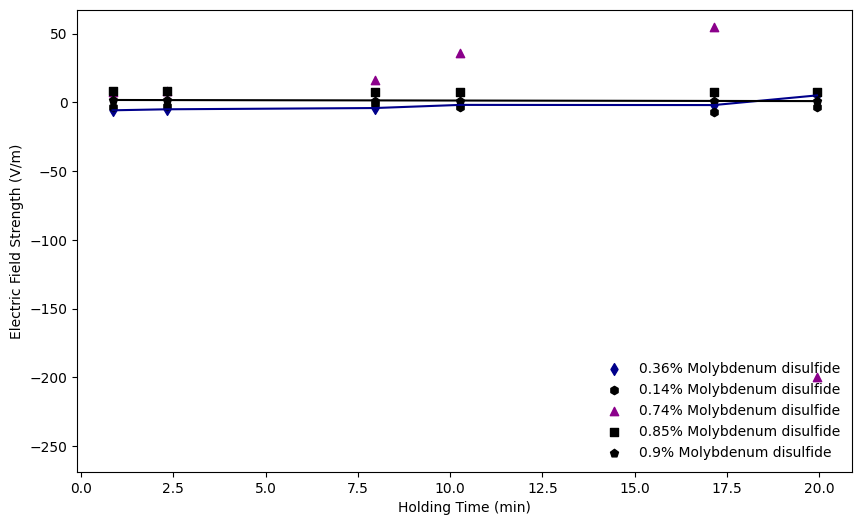 50
0
−50
−100
−150
−200
−250
Electric Field Strength (V/m)
0.36% Molybdenum disulfide
0.14% Molybdenum disulfide
0.74% Molybdenum disulfide
0.85% Molybdenum disulfide
0.9% Molybdenum disulfide
0.0 2.5 5.0 7.5 10.0 12.5 15.0 17.5 20.0
Holding Time (min)